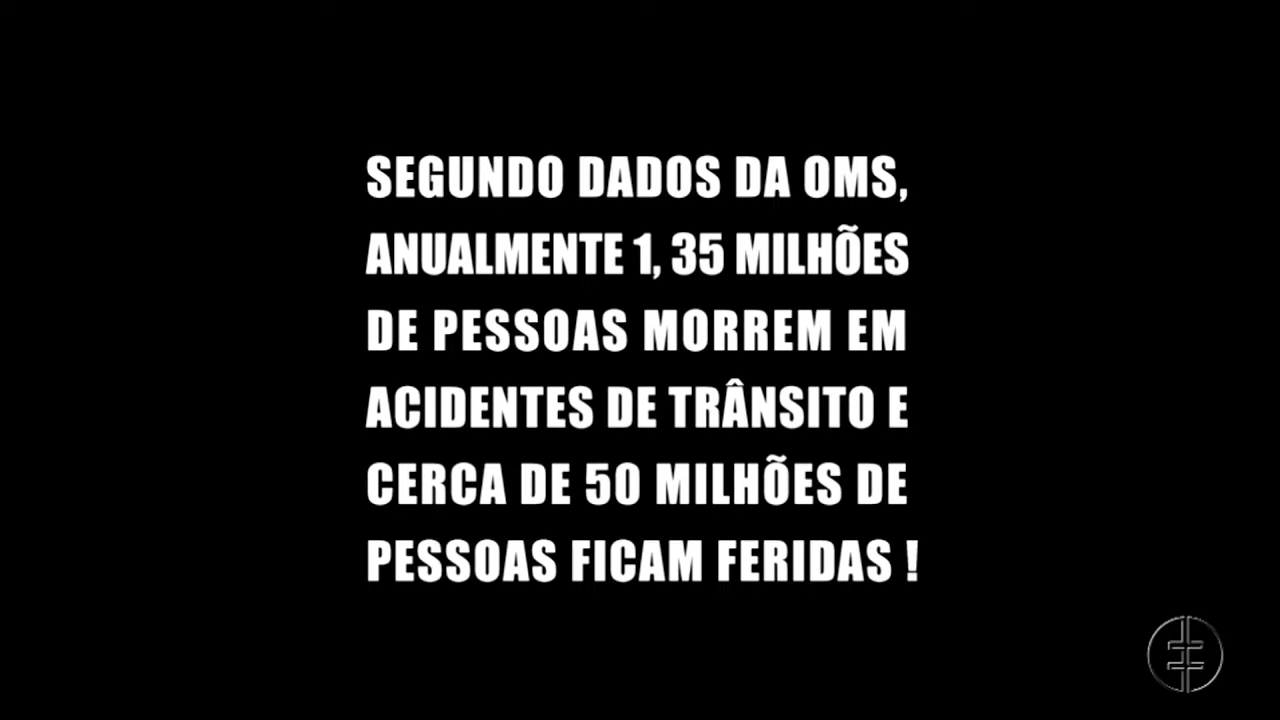 SEGUNDO DADOS DA OMS,
ANUALMENTE 1, 35 MILHÕES
DE PESSOAS MORREM EM
ACIDENTES DE TRÂNSITO E
CERCA DE 50 MILHÕES DE
PESSOAS FICAM FERIDAS !